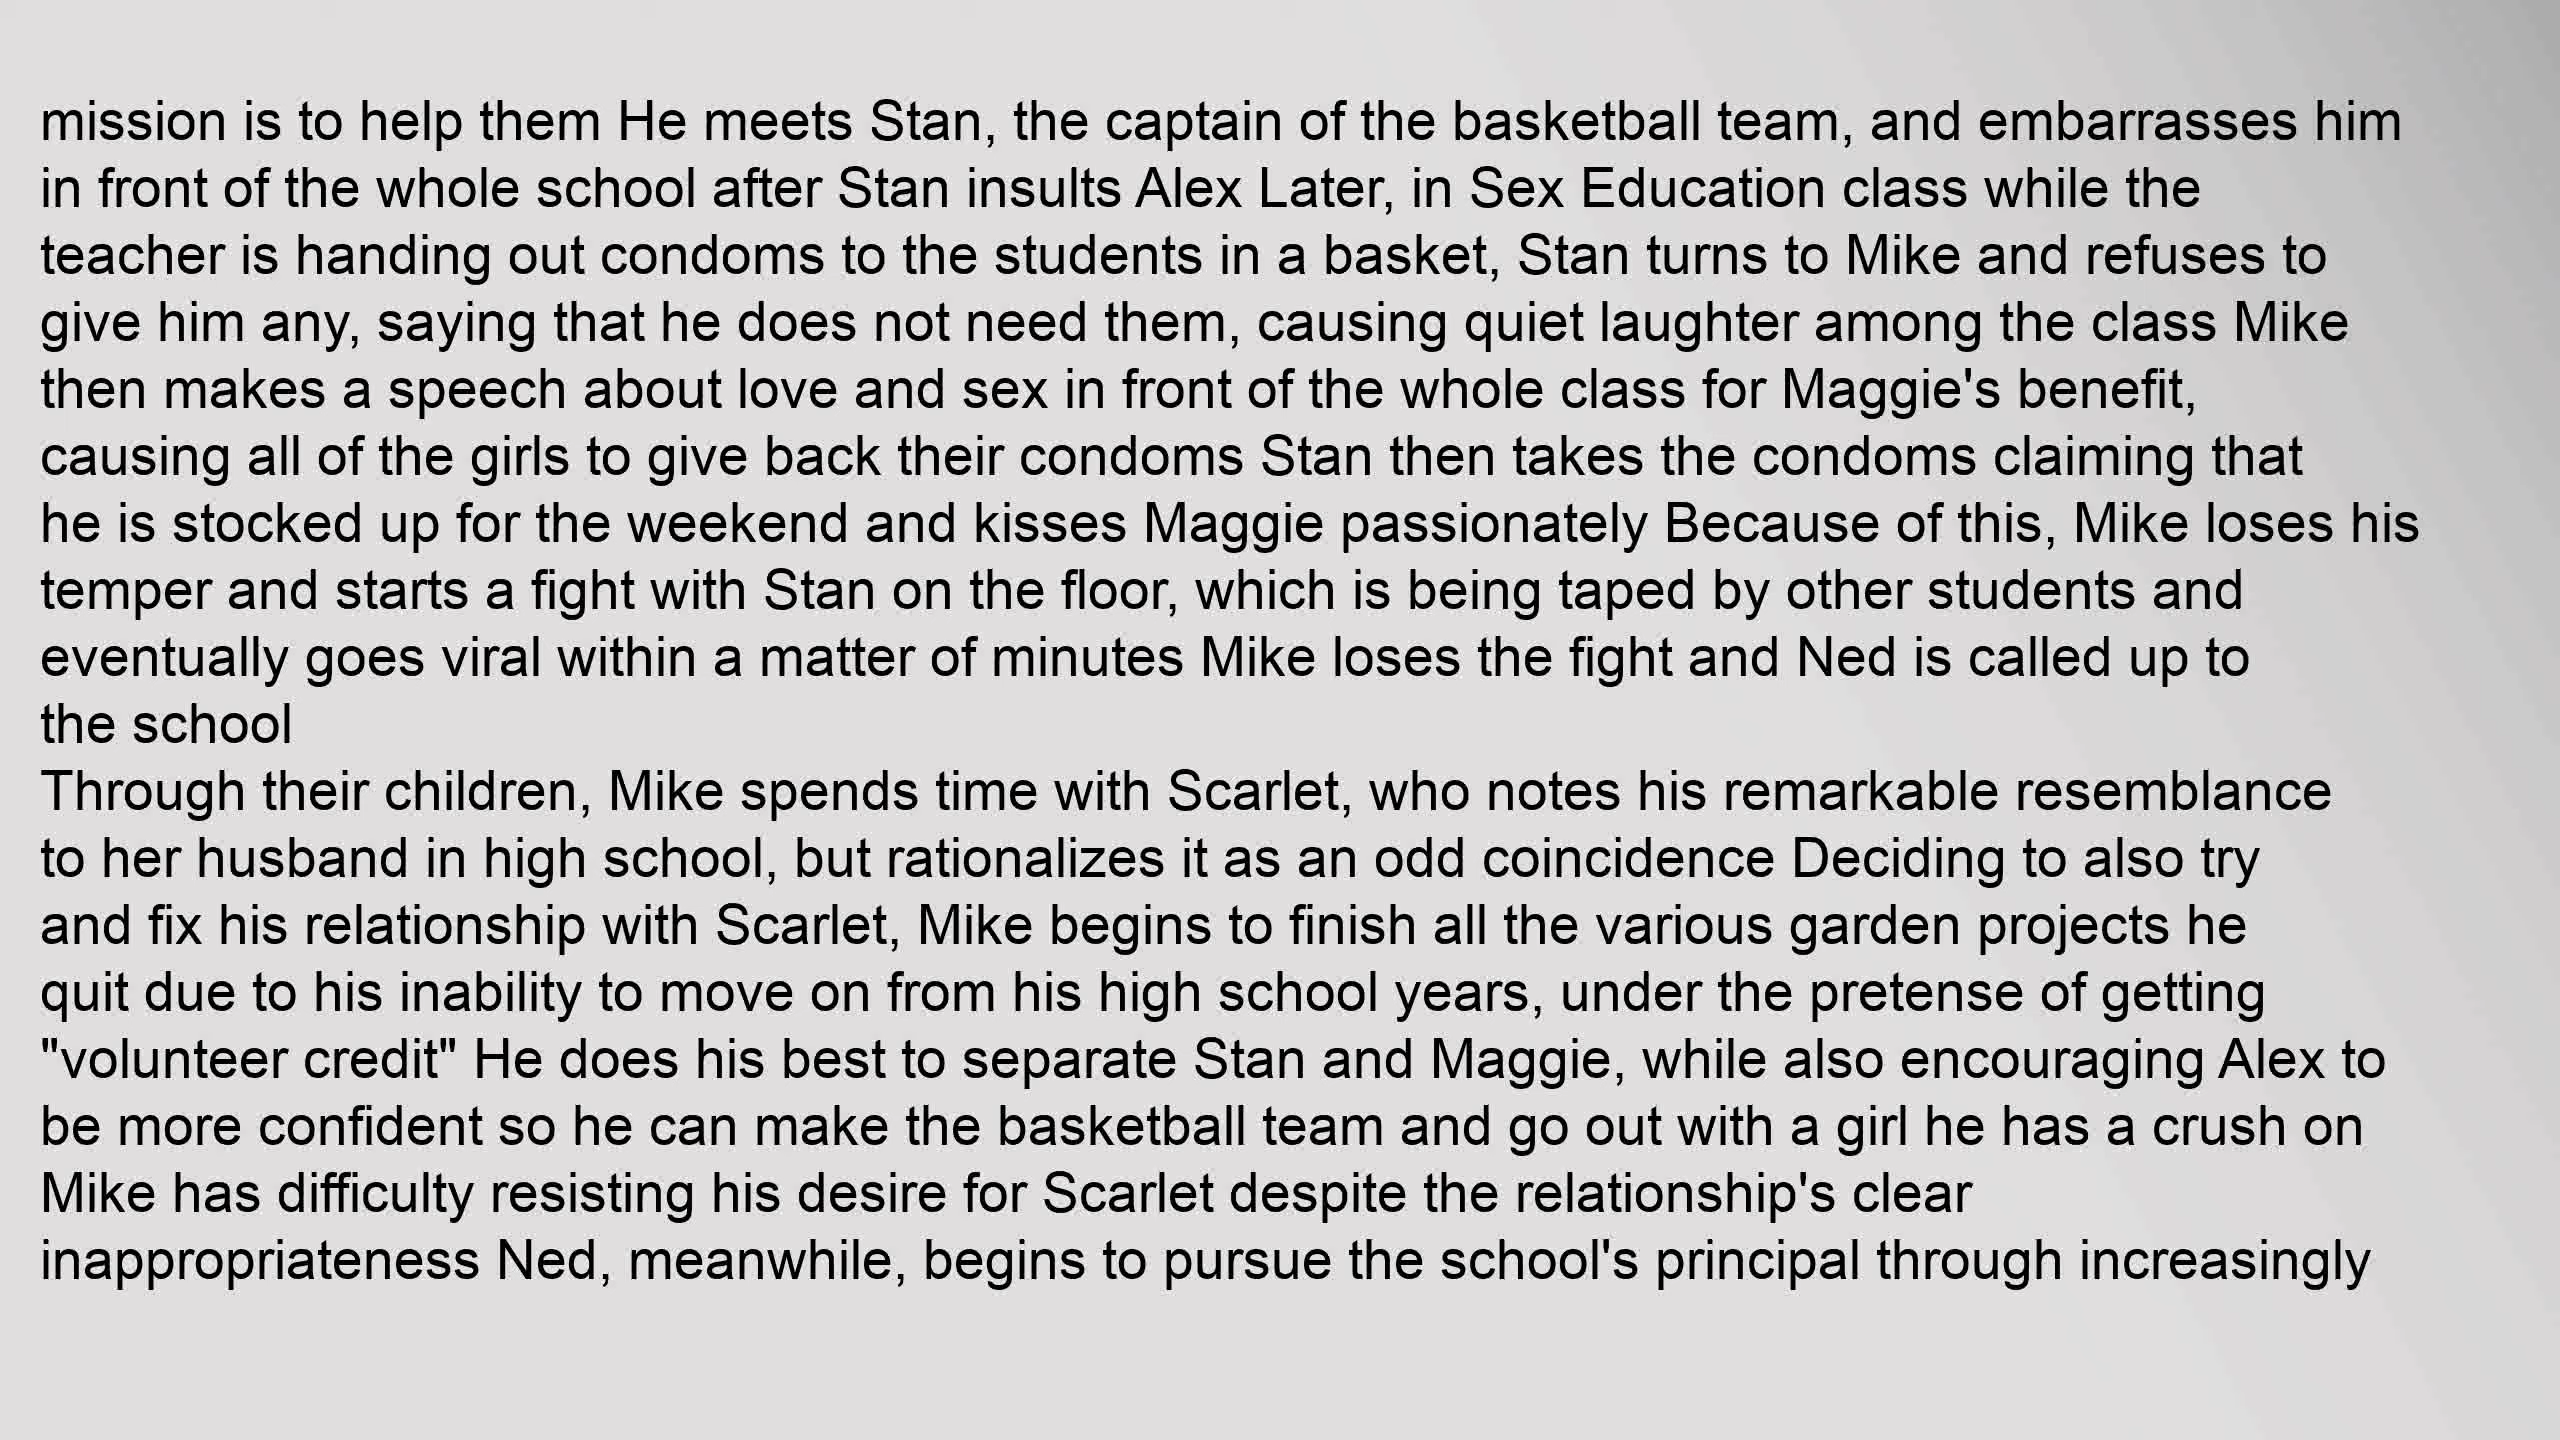 mission is to help them He meets Stan, the captain of the basketball team, and embarrasses him
in front of the whole school after Stan insults Alex Later, in Sex Education class while the
teacher is handing out condoms to the students in a basket, Stan turns to Mike and refuses to
give him any, saying that he does not need them, causing quiet laughter among the class Mike
then makes a speech about love and sex in front of the whole class for Maggie's benefit,
causing all of the girls to give back their condoms Stan then takes the condoms claiming that
he is stocked up for the weekend and kisses Maggie passionately Because of this, Mike loses his
temper and starts a fight with Stan on the floor, which is being taped by other students and
eventually goes viral within a matter of minutes Mike loses the fight and Ned is called up to
the school
Through their children, Mike spends time with Scarlet, who notes his remarkable resemblance
to her husband in high school, but rationalizes it as an odd coincidence Deciding to also try
and fix his relationship with Scarlet, Mike begins to finish all the various garden projects he
quit due to his inability to move on from his high school years, under the pretense of getting
"volunteer credit" He does his best to separate Stan and Maggie, while also encouraging Alex to
be more confident so he can make the basketball team and go out with a girl he has a crush on
Mike has difficulty resisting his desire for Scarlet despite the relationship's clear
inappropriateness Ned, meanwhile, begins to pursue the school's principal through increasingly